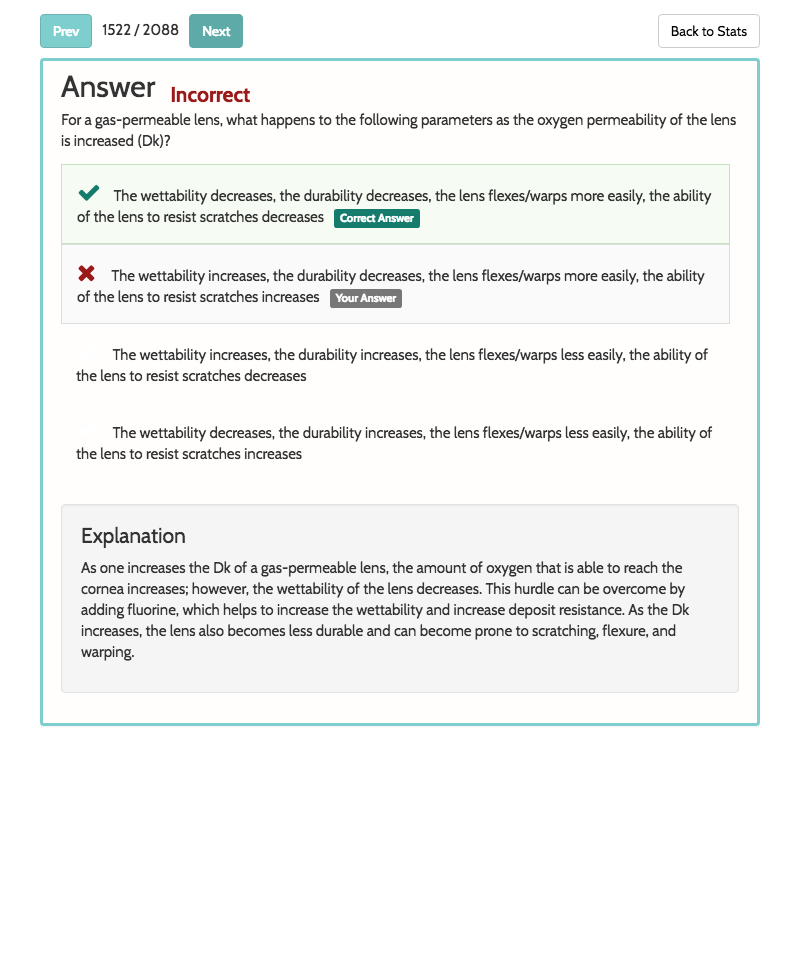 Prev 1522 / 2088 Next Back to Stats
Answer Incorrect
For a gas-permeable lens, what happens to the following parameters as the oxygen permeability of the lens
is increased (Dk)?
The wettability decreases, the durability decreases, the lens flexes/warps more easily, the ability
of the lens to resist scratches decreases Correct Answer
The wettability increases, the durability decreases, the lens flexes/warps more easily, the ability
of the lens to resist scratches increases Your Answer
The wettability increases, the durability increases, the lens flexes/warps less easily, the ability of
the lens to resist scratches decreases
The wettability decreases, the durability increases, the lens flexes/warps less easily, the ability of
the lens to resist scratches increases
Explanation
As one increases the Dk of a gas-permeable lens, the amount of oxygen that is able to reach the
cornea increases; however, the wettability of the lens decreases. This hurdle can be overcome by
adding fluorine, which helps to increase the wettability and increase deposit resistance. As the Dk
increases, the lens also becomes less durable and can become prone to scratching, flexure, and
warping.